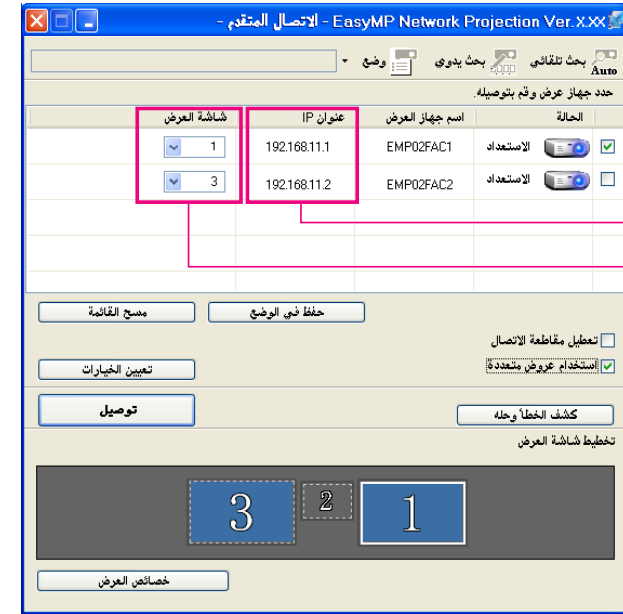 EasyMP Network Projection Ver.X.XX - الاتصال المتقدم -
Auto بحث تلقائي بحث يدوي وضع
حدد جهاز عرض وقم بتوصيله.
الحالة اسم جهاز العرض عنوان IP شاشة العرض
الاستعداد EMP02FAC1 192.168.11.1 1
الاستعداد EMP02FAC2 192.168.11.2 3
حفظ في الوضع مسح القائمة
تعطيل مقاطعة الاتصال
استخدام عروض متعددة تعيين الخيارات
كشف الخطأ وحله توصيل
تخطيط شاشة العرض
3 2 1
خصائص العرض